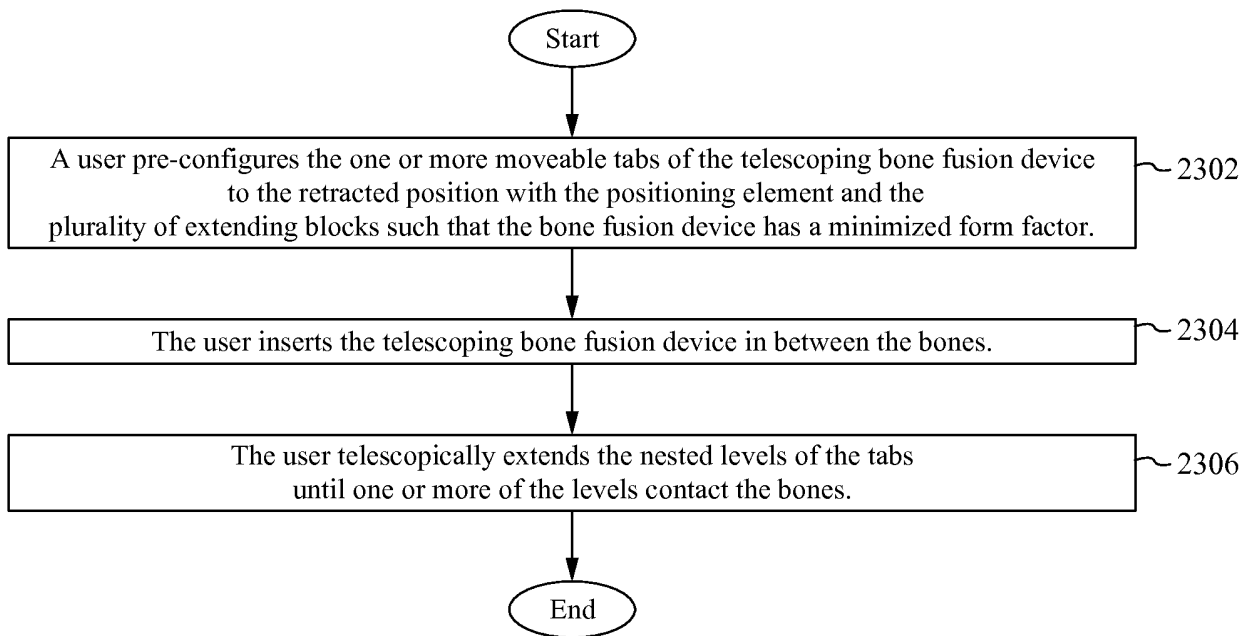 Start
A user pre-configures the one or more moveable tabs of the telescoping bone fusion device
to the retracted position with the positioning element and the
plurality of extending blocks such that the bone fusion device has a minimized form factor.
2302
The user inserts the telescoping bone fusion device in between the bones.
2304
The user telescopically extends the nested levels of the tabs
until one or more of the levels contact the bones.
2306
End